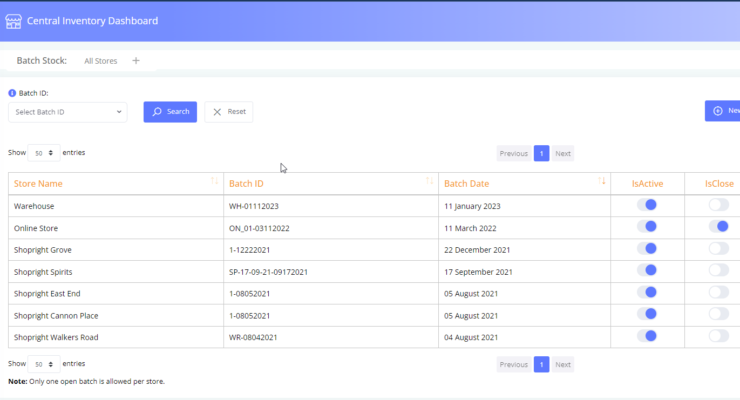 Central Inventory Dashboard
Batch Stock: All Stores +
Batch ID:
Select Batch ID Search Reset New
Show 50 entries Previous 1 Next
Store Name Batch ID Batch Date IsActive IsClose
Warehouse WH-01112023 11 January 2023
Online Store ON_01-03112022 11 March 2022
Shopright Grove 1-12222021 22 December 2021
Shopright Spirits SP-17-09-21-09172021 17 September 2021
Shopright East End 1-08052021 05 August 2021
Shopright Cannon Place 1-08052021 05 August 2021
Shopright Walkers Road WR-08042021 04 August 2021
Show 50 entries Previous 1 Next
Note: Only one open batch is allowed per store.